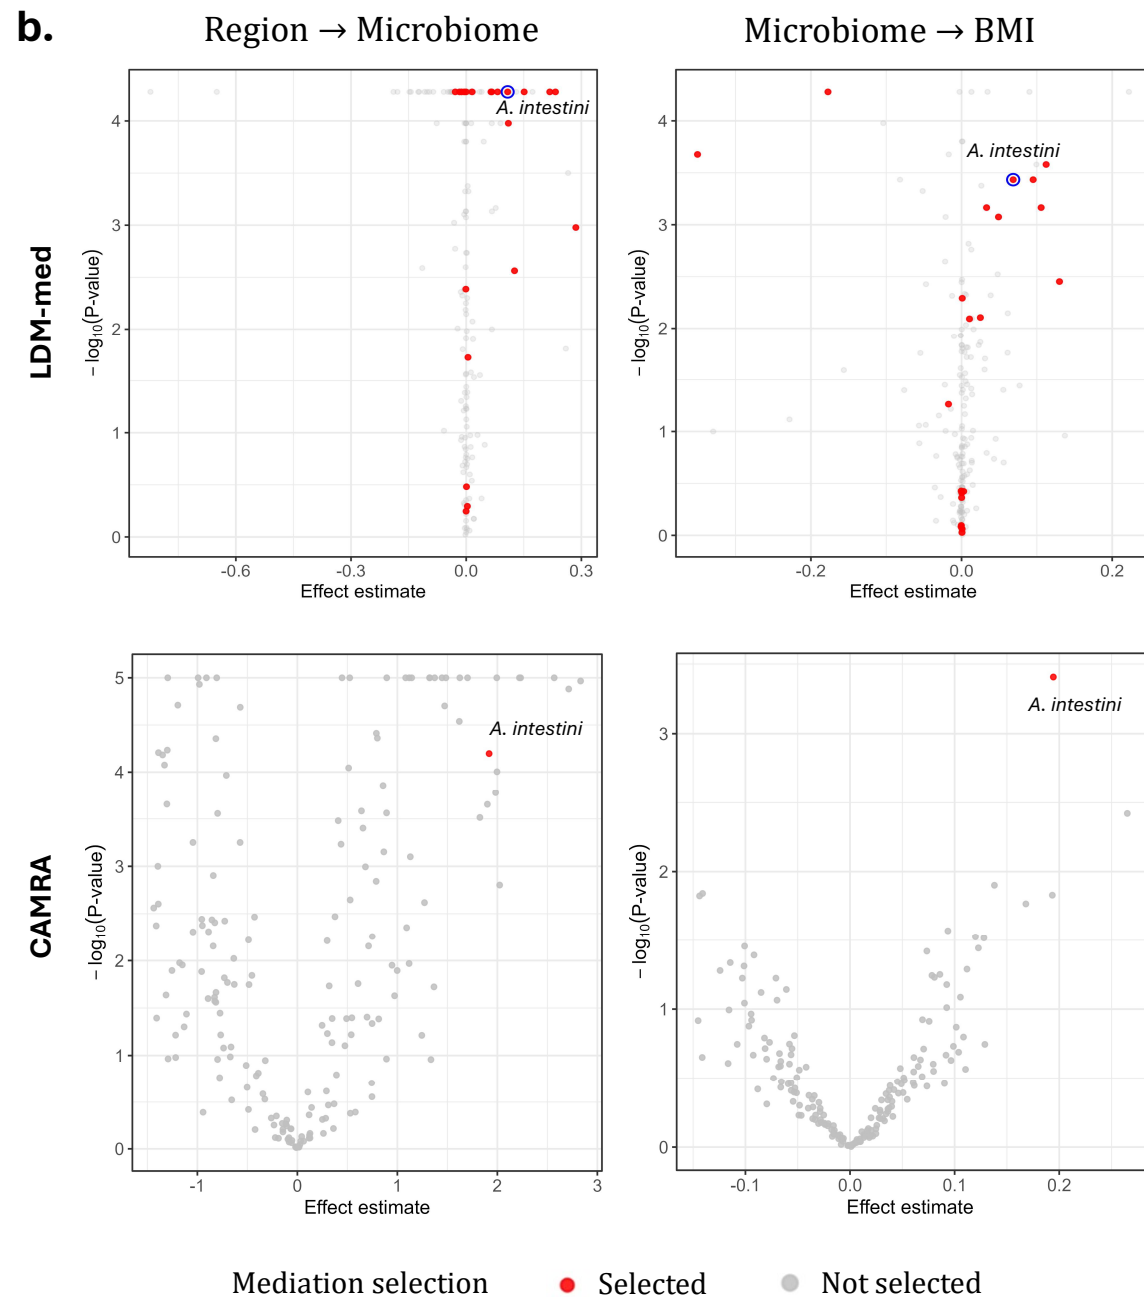 b.
Region → Microbiome
Microbiome → BMI
LDM-med
− log10(P-value)
4
3
2
1
0
A. intestini
-0.6 -0.3 0.0 0.3
Effect estimate
− log10(P-value)
4
3
2
1
0
A. intestini
-0.2 0.0 0.2
Effect estimate
CAMRA
− log10(P-value)
5
4
3
2
1
0
A. intestini
-1 0 1 2 3
Effect estimate
− log10(P-value)
3
2
1
0
A. intestini
-0.1 0.0 0.1 0.2
Effect estimate
Mediation selection Selected Not selected